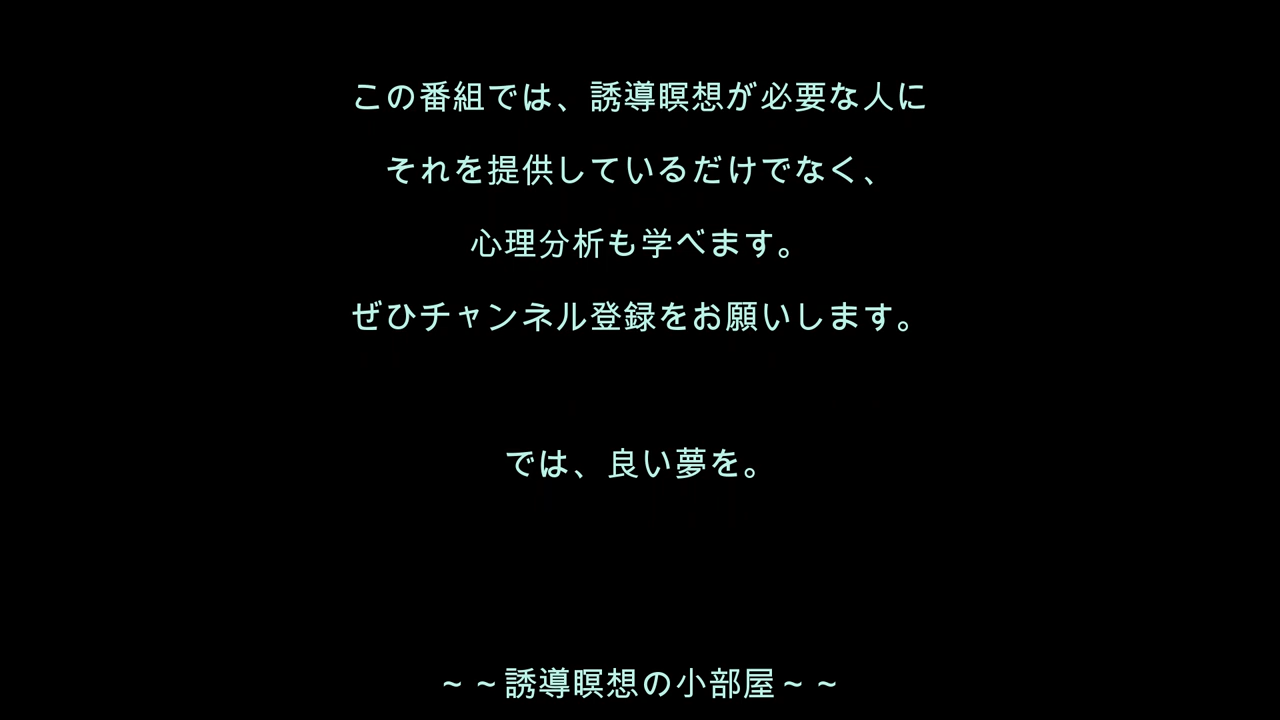 この番組では、誘導瞑想が必要な人に
それを提供しているだけでなく、
心理分析も学べます。
ぜひチャンネル登録をお願いします。
では、良い夢を。
~ ~誘導瞑想の小部屋~ ~